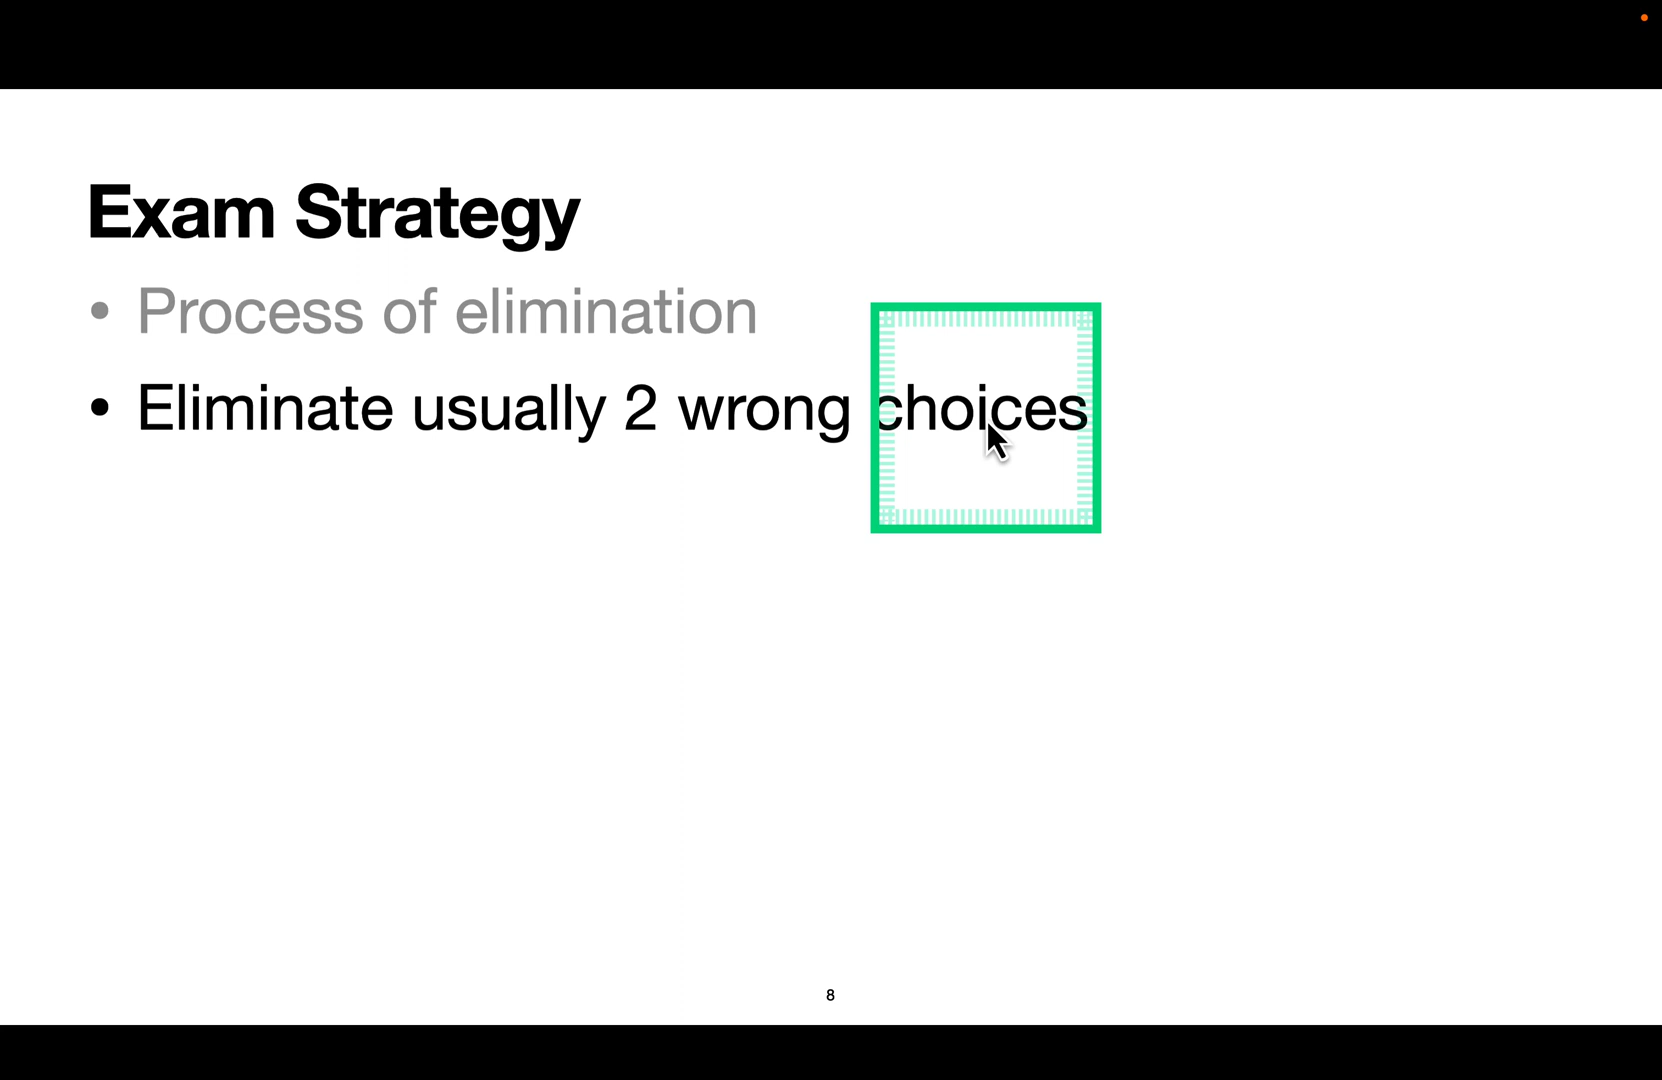 Exam Strategy
• Process of elimination
• Eliminate usually 2 wrong choices
8